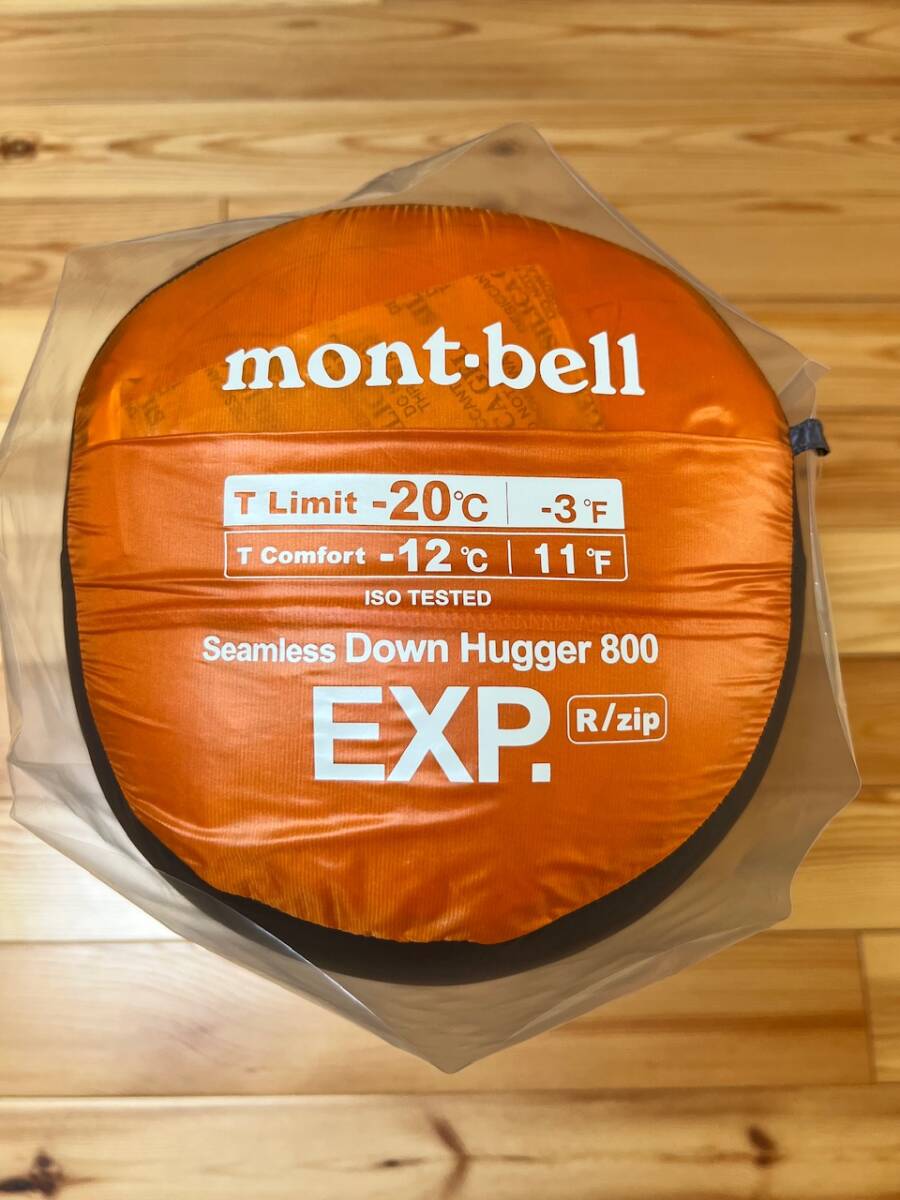 mont·bell
T Limit -20℃ | -3°F
T Comfort -12℃ | 11°F
ISO TESTED
Seamless Down Hugger 800
EXP.
R/zip